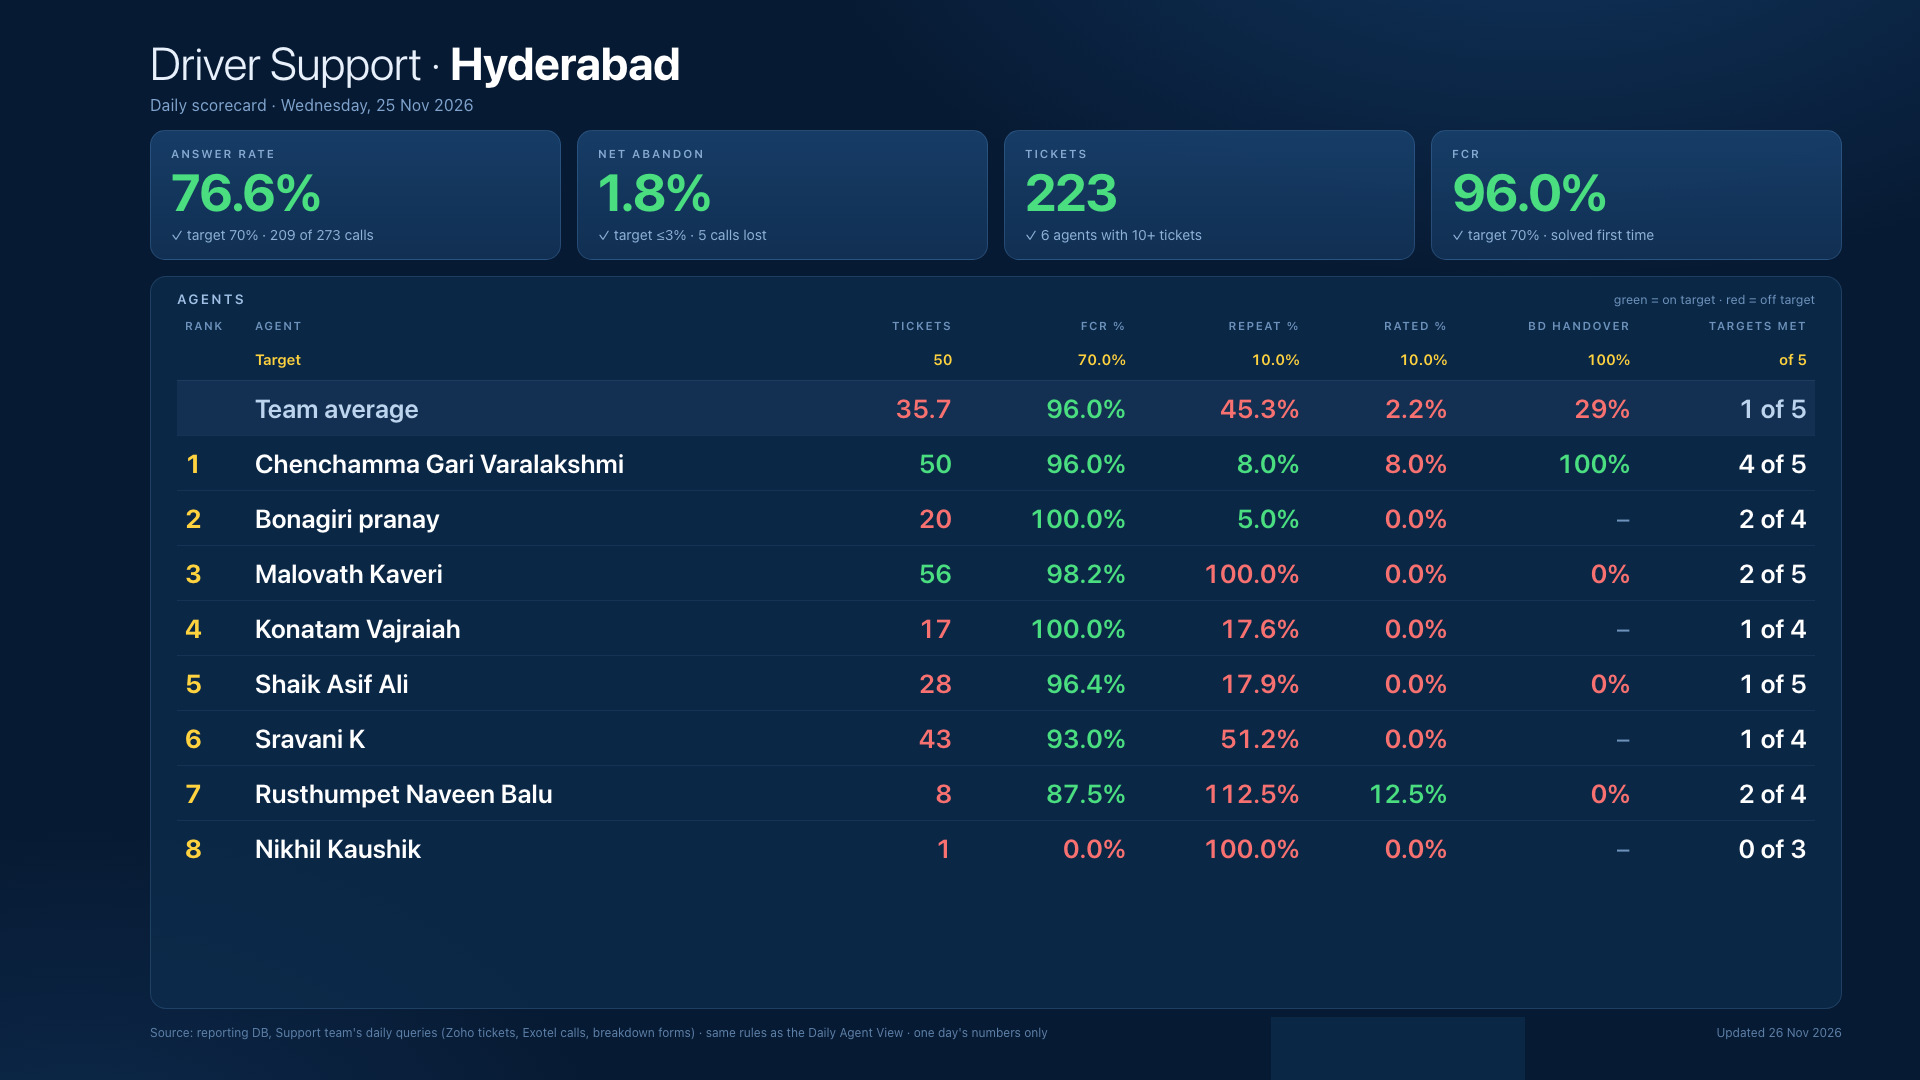 Driver Support · Hyderabad
Daily scorecard · Wednesday, 25 Nov 2026
ANSWER RATE
76.6%
✓ target 70% · 209 of 273 calls
NET ABANDON
1.8%
✓ target ≤3% · 5 calls lost
TICKETS
223
✓ 6 agents with 10+ tickets
FCR
96.0%
✓ target 70% · solved first time
AGENTS green = on target · red = off target
RANK AGENT TICKETS FCR % REPEAT % RATED % BD HANDOVER TARGETS MET
Target 50 70.0% 10.0% 10.0% 100% of 5
Team average 35.7 96.0% 45.3% 2.2% 29% 1 of 5
1 Chenchamma Gari Varalakshmi 50 96.0% 8.0% 8.0% 100% 4 of 5
2 Bonagiri pranay 20 100.0% 5.0% 0.0% – 2 of 4
3 Malovath Kaveri 56 98.2% 100.0% 0.0% 0% 2 of 5
4 Konatam Vajraiah 17 100.0% 17.6% 0.0% – 1 of 4
5 Shaik Asif Ali 28 96.4% 17.9% 0.0% 0% 1 of 5
6 Sravani K 43 93.0% 51.2% 0.0% – 1 of 4
7 Rusthumpet Naveen Balu 8 87.5% 112.5% 12.5% 0% 2 of 4
8 Nikhil Kaushik 1 0.0% 100.0% 0.0% – 0 of 3
Source: reporting DB, Support team's daily queries (Zoho tickets, Exotel calls, breakdown forms) · same rules as the Daily Agent View · one day's numbers only
Updated 26 Nov 2026